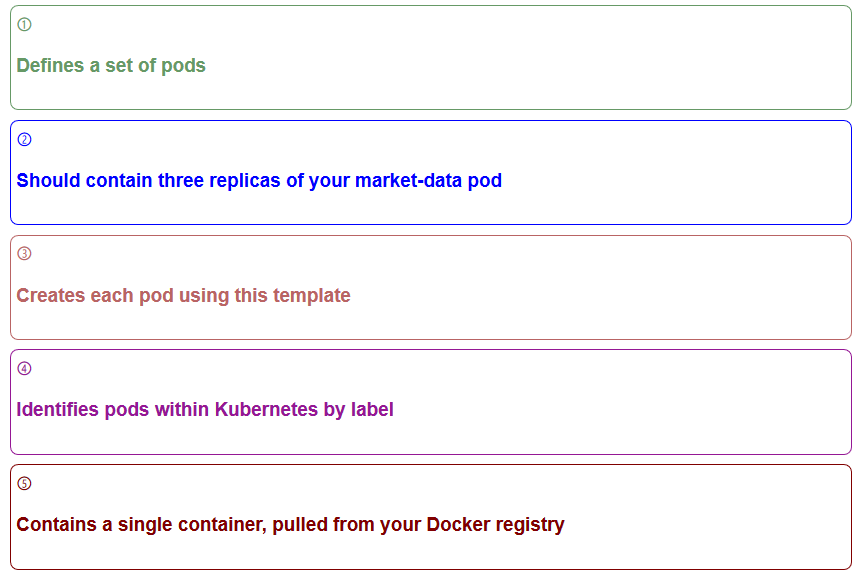 ①
Defines a set of pods
②
Should contain three replicas of your market-data pod
③
Creates each pod using this template
④
Identifies pods within Kubernetes by label
⑤
Contains a single container, pulled from your Docker registry